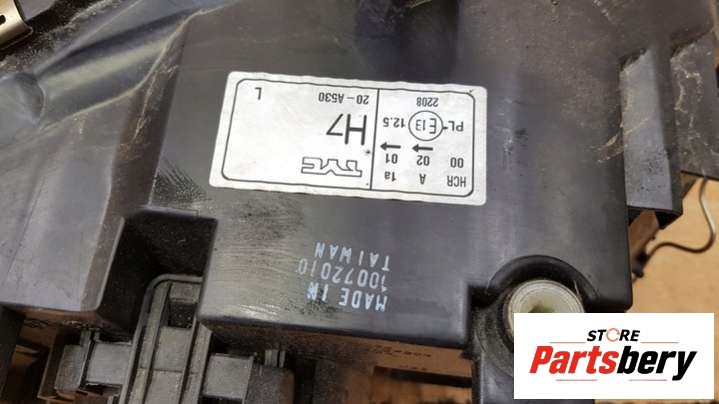 TYC
H7
20-A530
L
HCR A 1a
00 02 01
PL E13 12.5
2208
MADE IN
10072010
TAIWAN
STORE
Partsbery